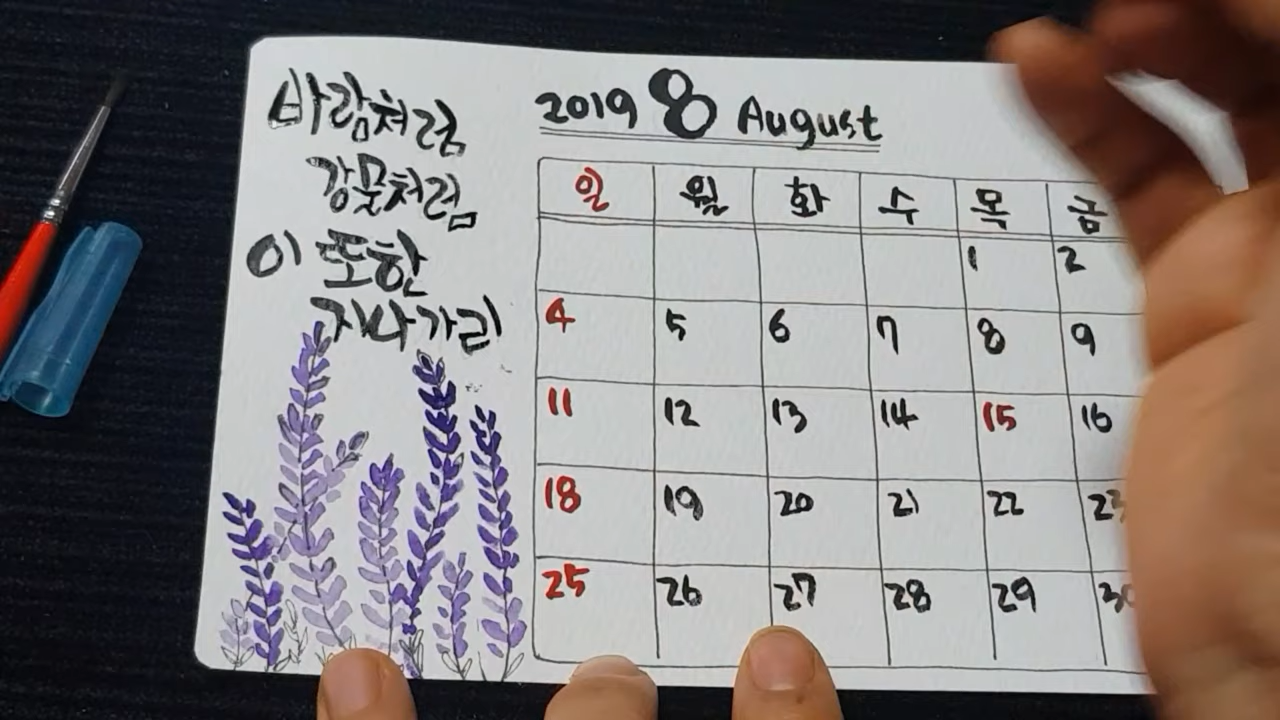 바람처럼
강물처럼
이 또한
지나가리
2019 8 August
일 월 화 수 목 금
1 2
4 5 6 7 8 9
11 12 13 14 15 16
18 19 20 21 22 23
25 26 27 28 29 30